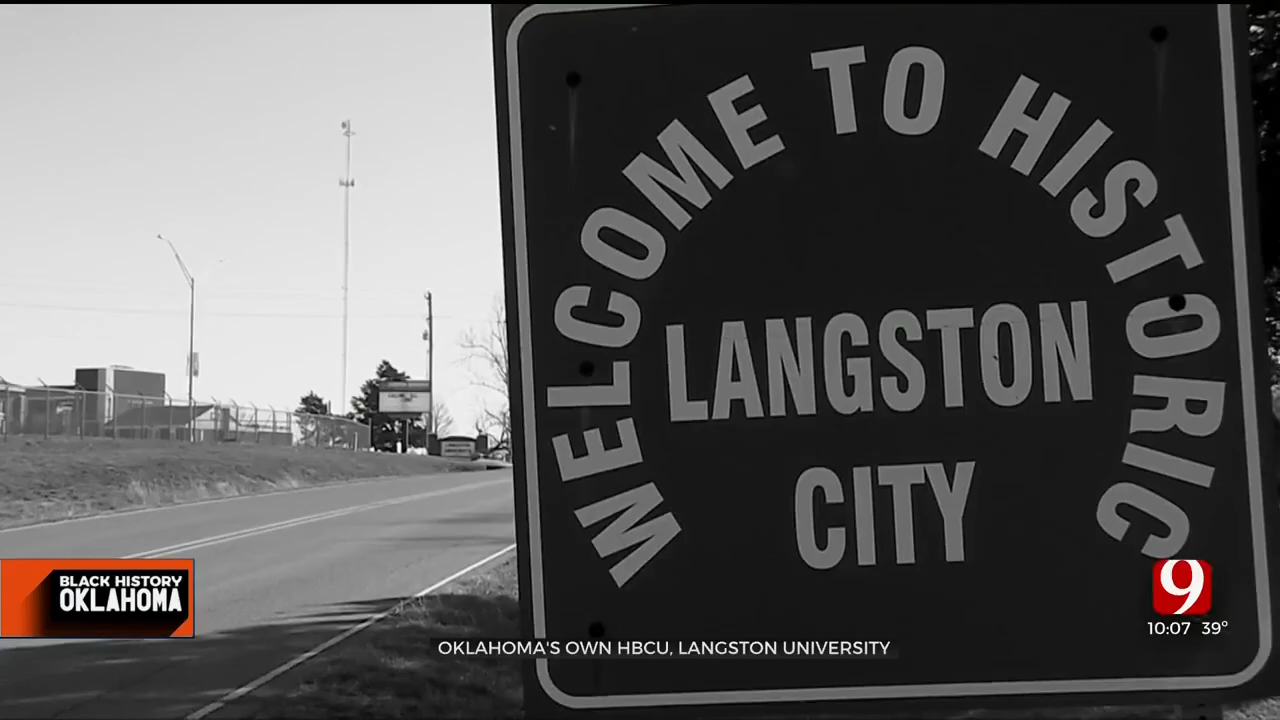 WELCOME TO HISTORIC
LANGSTON
CITY
BLACK HISTORY
OKLAHOMA
9
10:07 39°
OKLAHOMA'S OWN HBCU, LANGSTON UNIVERSITY